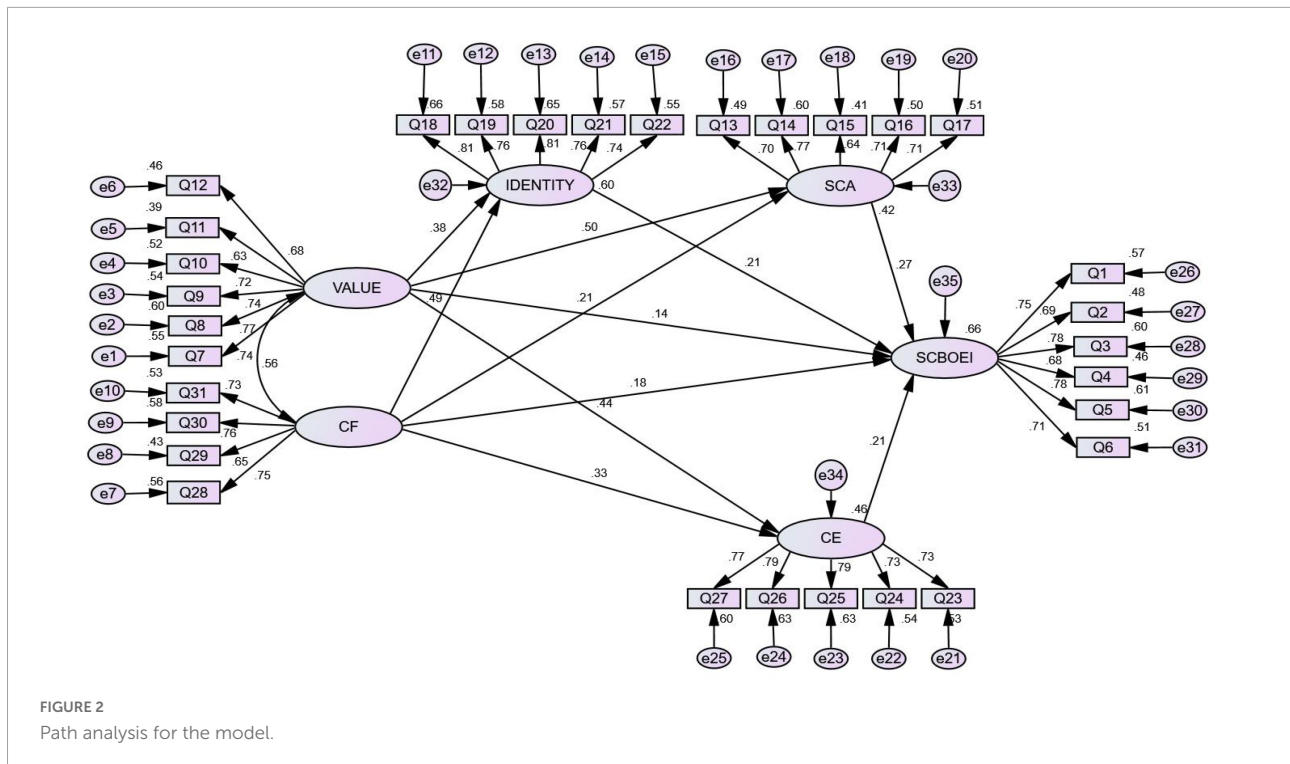 e11 e12 e13 e14 e15
e16 e17 e18 e19 e20
.66 .58 .65 .57 .55
.49 .60 .41 .50 .51
Q18 Q19 Q20 Q21 Q22
Q13 Q14 Q15 Q16 Q17
.81 .76 .81 .76 .74
.70 .77 .64 .71 .71
e32 IDENTITY .60
SCA e33
.42
.46
e6 Q12
.39
e5 Q11
.52
e4 Q10
.54
e3 Q9
.60
e2 Q8
.55
e1 Q7
.68
.63
.72
.74
.77
.74
VALUE
.56
.53
e10 Q31
.58
e9 Q30
.43
e8 Q29
.56
e7 Q28
.73
.76
.65
.75
CF
.38
.50
.49
.21
.21
.14
.27
.18
.44
.33
.21
e35
.66
SCBOEI
.75
.69
.78
.68
.78
.71
.57
Q1 e26
.48
Q2 e27
.60
Q3 e28
.46
Q4 e29
.61
Q5 e30
.51
Q6 e31
e34
.46
CE
.77 .79 .79 .73 .73
Q27 Q26 Q25 Q24 Q23
.60 .63 .63 .54 .53
e25 e24 e23 e22 e21
FIGURE 2
Path analysis for the model.